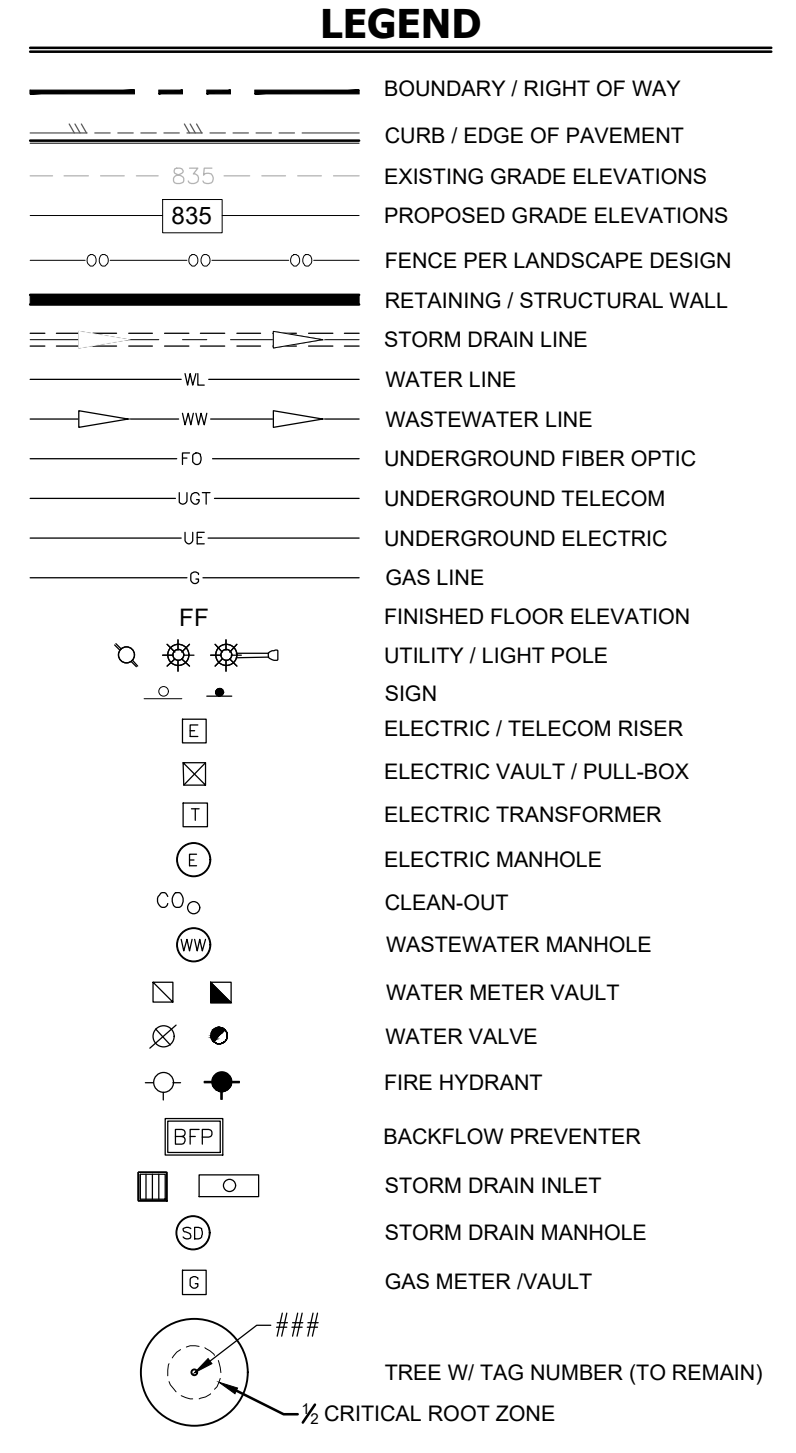 LEGEND
BOUNDARY / RIGHT OF WAY
CURB / EDGE OF PAVEMENT
835 EXISTING GRADE ELEVATIONS
835 PROPOSED GRADE ELEVATIONS
OO OO OO FENCE PER LANDSCAPE DESIGN
RETAINING / STRUCTURAL WALL
STORM DRAIN LINE
WL WATER LINE
WW WASTEWATER LINE
FO UNDERGROUND FIBER OPTIC
UGT UNDERGROUND TELECOM
UE UNDERGROUND ELECTRIC
G GAS LINE
FF FINISHED FLOOR ELEVATION
UTILITY / LIGHT POLE
SIGN
E ELECTRIC / TELECOM RISER
ELECTRIC VAULT / PULL-BOX
T ELECTRIC TRANSFORMER
E ELECTRIC MANHOLE
CO CLEAN-OUT
WW WASTEWATER MANHOLE
WATER METER VAULT
WATER VALVE
FIRE HYDRANT
BFP BACKFLOW PREVENTER
STORM DRAIN INLET
SD STORM DRAIN MANHOLE
G GAS METER /VAULT
###
TREE W/ TAG NUMBER (TO REMAIN)
½ CRITICAL ROOT ZONE